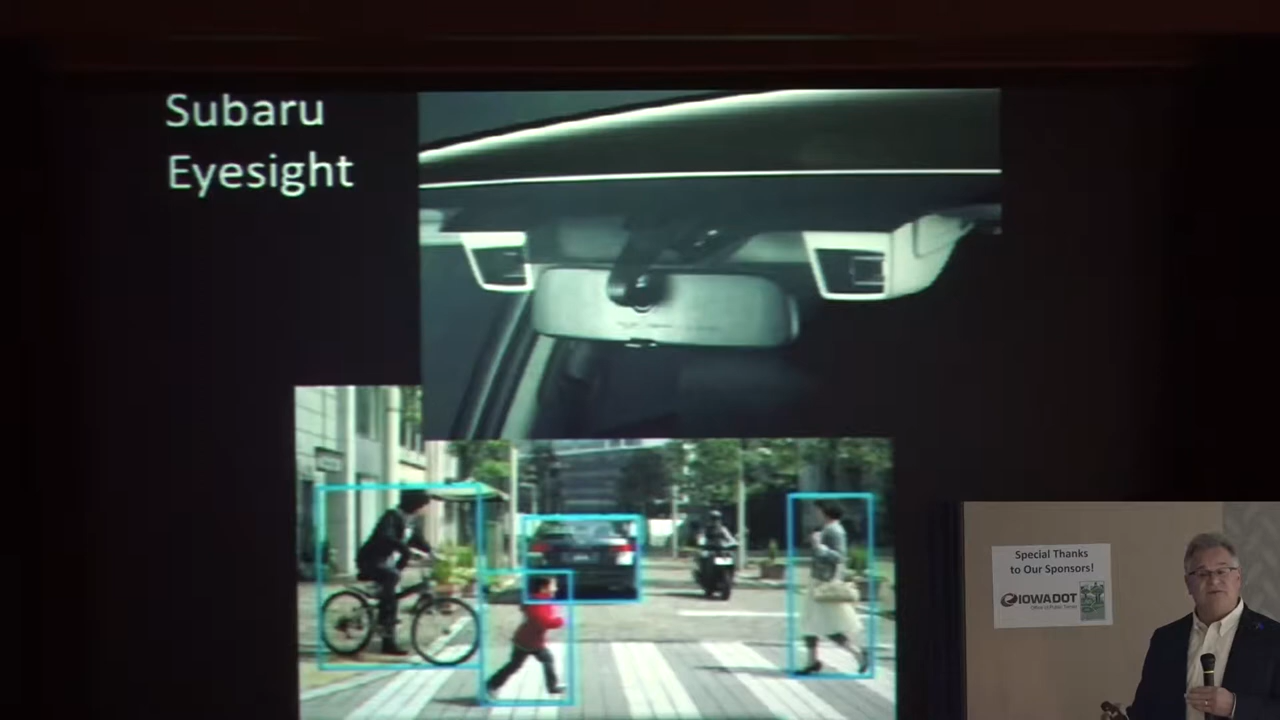 Subaru
Eyesight
Special Thanks
to Our Sponsors!
IOWADOT